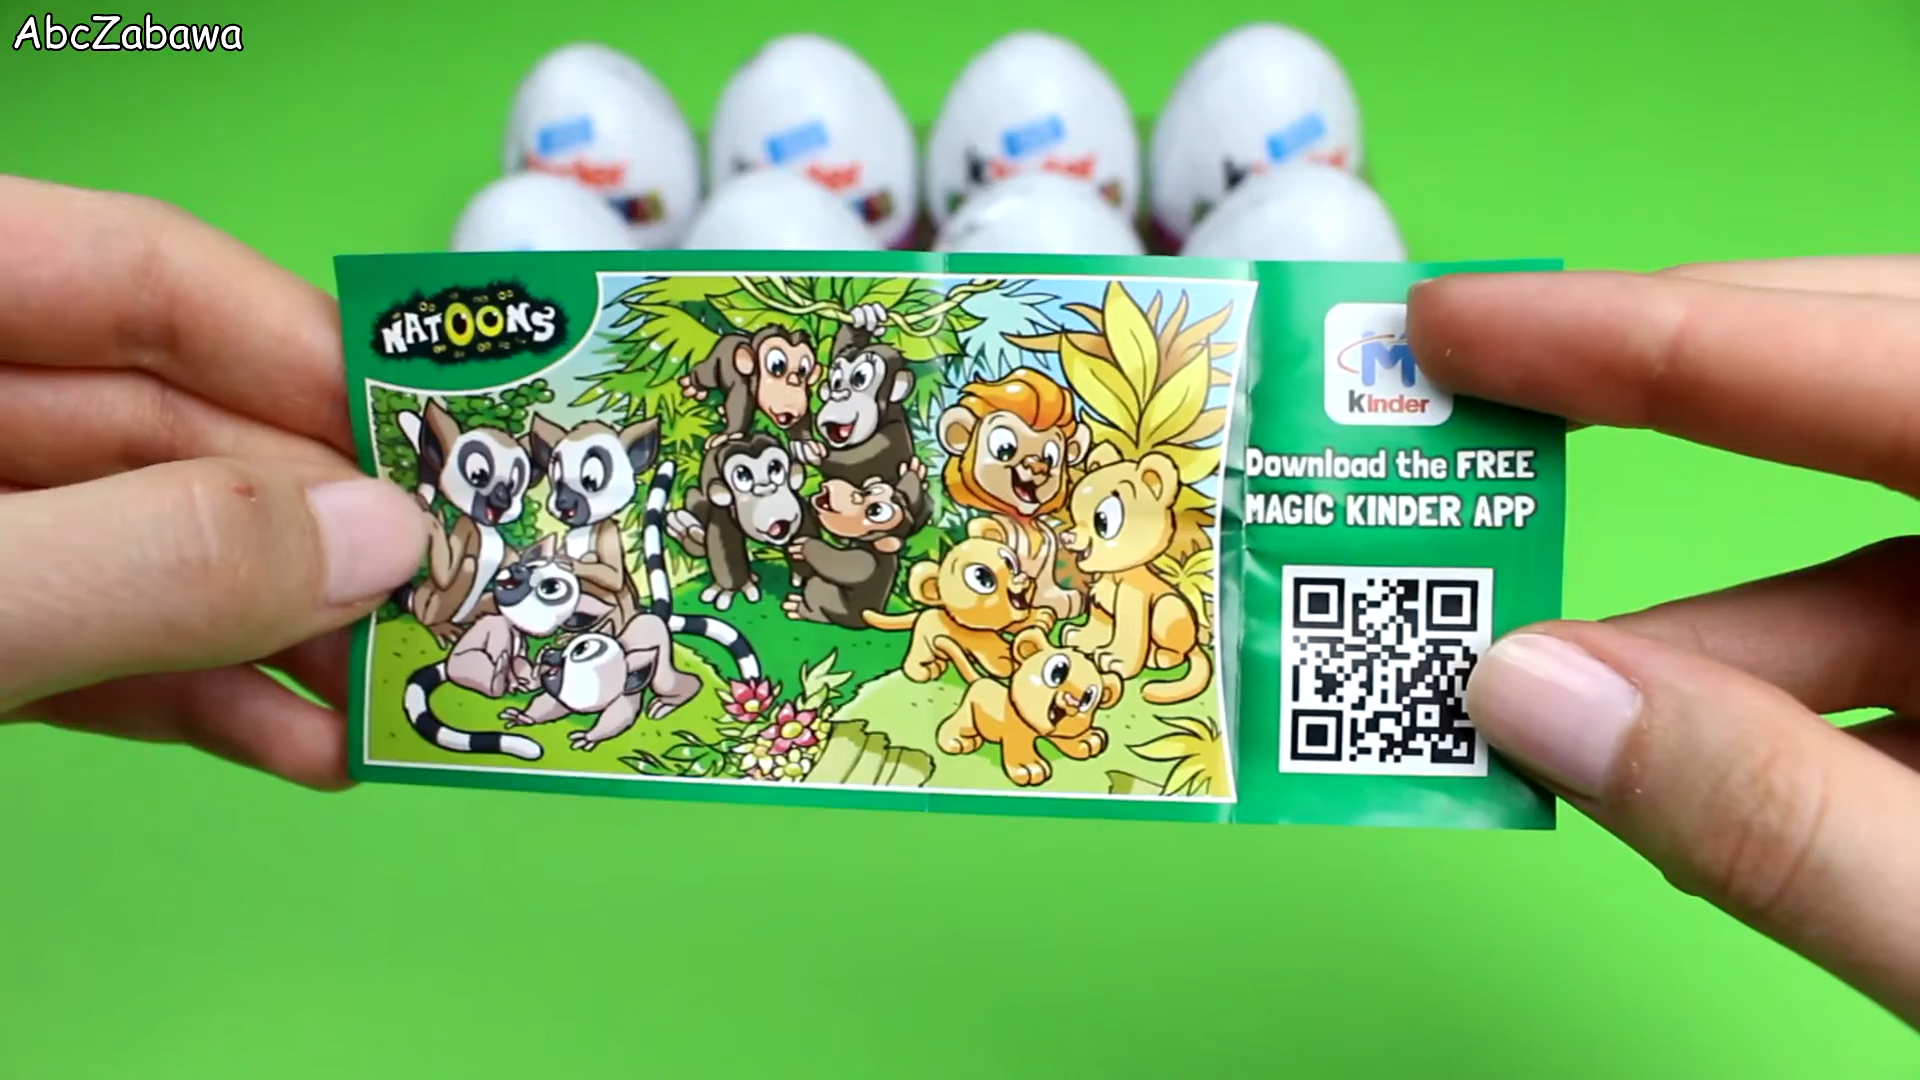 AbcZabawa
NATOONS
kinder
Download the FREE
MAGIC KINDER APP